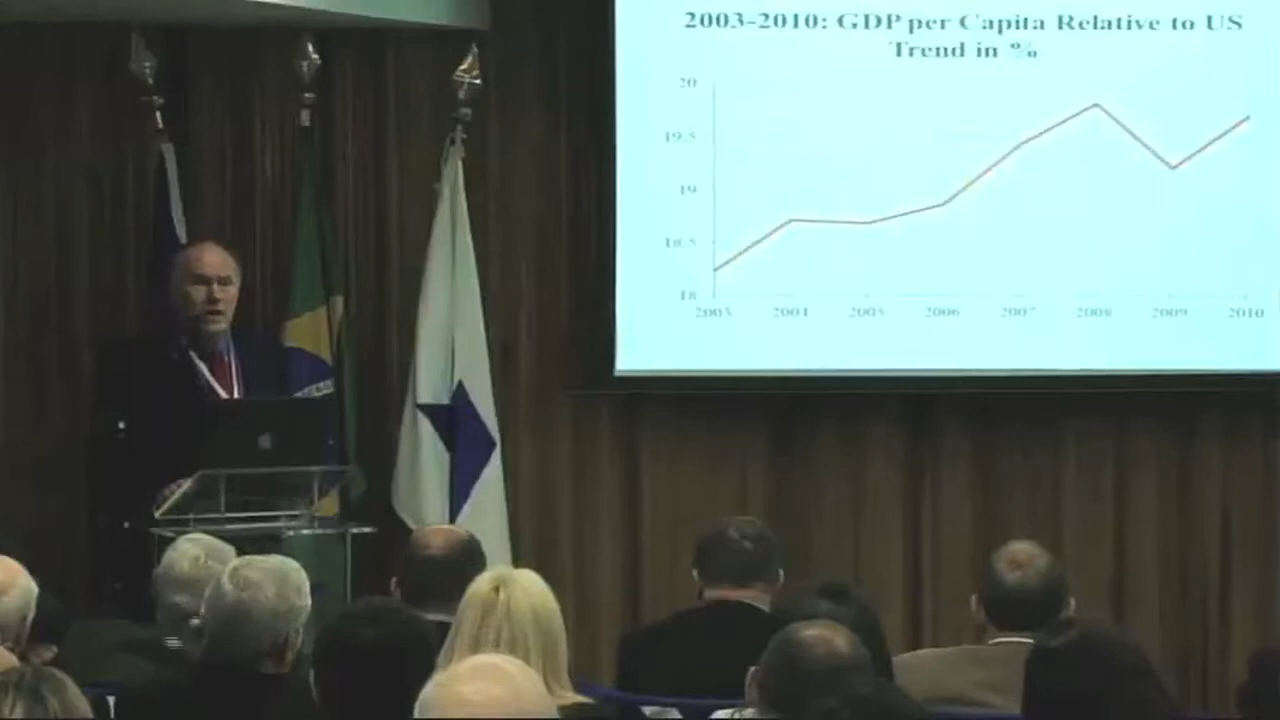 2003-2010: GDP per Capita Relative to US
Trend in %
20
19.5
19
18.5
18
2003 2004 2005 2006 2007 2008 2009 2010